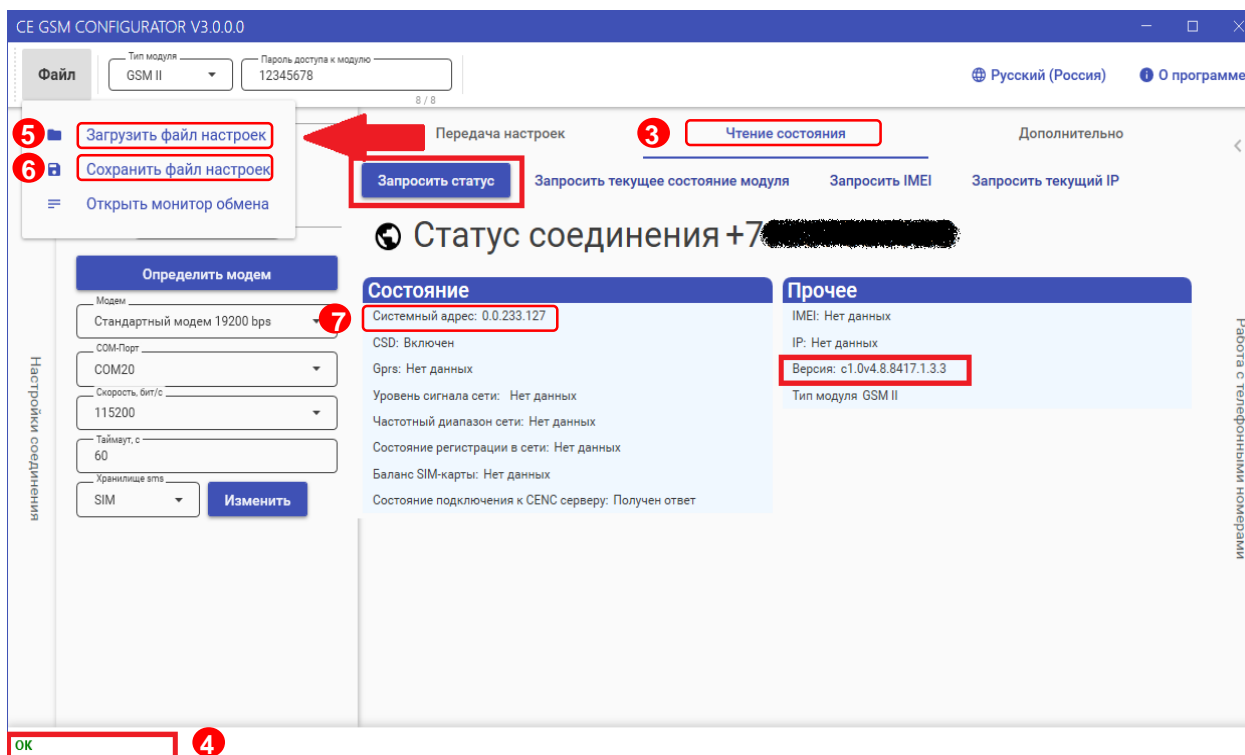 CE GSM CONFIGURATOR V3.0.0.0
Файл
Тип модуля
GSM II
Пароль доступа к модулю
12345678
8 / 8
Русский (Россия)
О программе
5 Загрузить файл настроек
6 Сохранить файл настроек
Открыть монитор обмена
Передача настроек
3 Чтение состояния
Дополнительно
Запросить статус
Запросить текущее состояние модуля
Запросить IMEI
Запросить текущий IP
Статус соединения +7
Настройки соединения
Определить модем
Модем
Стандартный модем 19200 bps
COM-Порт
COM20
Скорость, бит/с
115200
Таймаут, с
60
Хранилище sms
SIM
Изменить
Состояние
7 Системный адрес: 0.0.233.127
CSD: Включен
Gprs: Нет данных
Уровень сигнала сети: Нет данных
Частотный диапазон сети: Нет данных
Состояние регистрации в сети: Нет данных
Баланс SIM-карты: Нет данных
Состояние подключения к CENC серверу: Получен ответ
Прочее
IMEI: Нет данных
IP: Нет данных
Версия: c1.0v4.8.8417.1.3.3
Тип модуля GSM II
Работа с телефонными номерами
OK
4